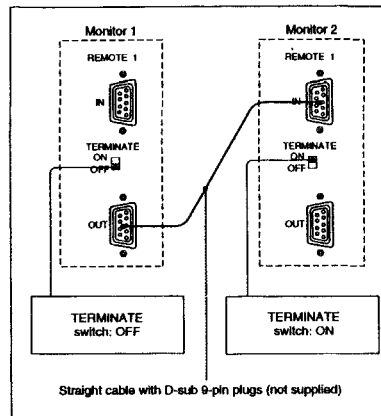 Monitor 1
REMOTE 1
IN
TERMINATE
ON
OFF
OUT
TERMINATE
switch: OFF
Monitor 2
REMOTE 1
IN
TERMINATE
ON
OFF
OUT
TERMINATE
switch: ON
Straight cable with D-sub 9-pin plugs (not supplied)